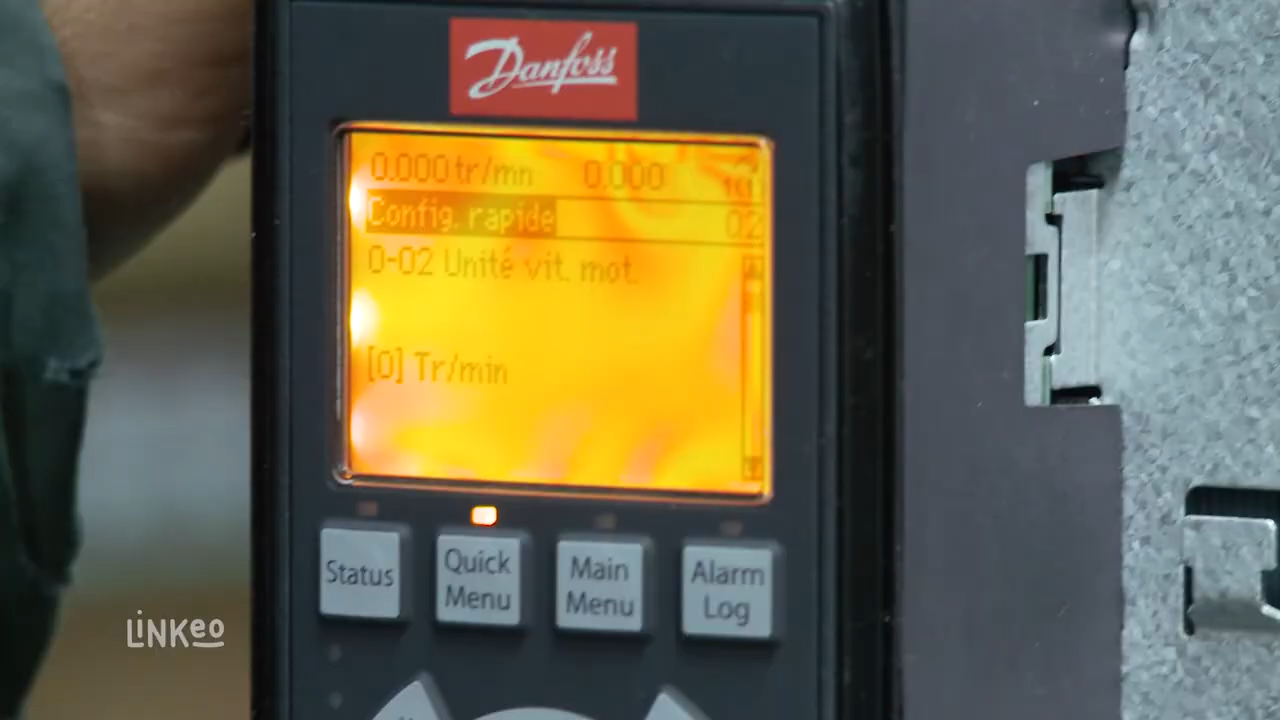 Danfoss
0.000 tr/mn 0.000
Config. rapide 02
0-02 Unité vit. mot.
[0] Tr/min
Status
Quick Menu
Main Menu
Alarm Log
LINKEO